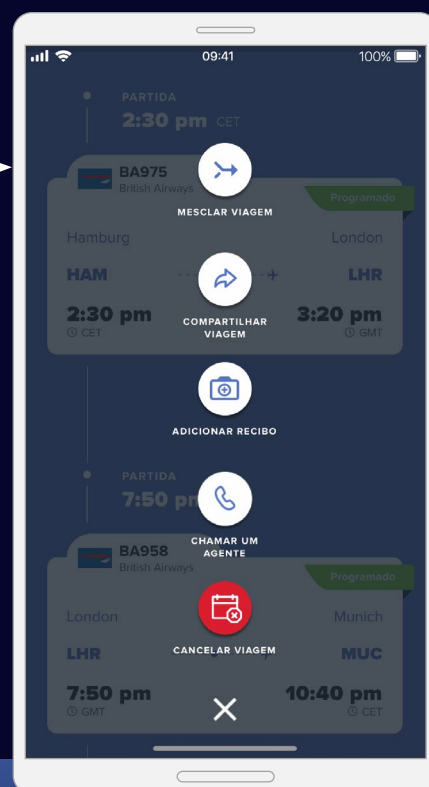 09:41
100%
PARTIDA
2:30 pm CET
BA975
British Airways
Programado
MESCLAR VIAGEM
Hamburg
London
HAM
LHR
2:30 pm
3:20 pm
CET
GMT
COMPARTILHAR
VIAGEM
ADICIONAR RECIBO
PARTIDA
7:50 pm
CHAMAR UM
AGENTE
BA958
British Airways
Programado
London
Munich
LHR
MUC
CANCELAR VIAGEM
7:50 pm
10:40 pm
GMT
CET